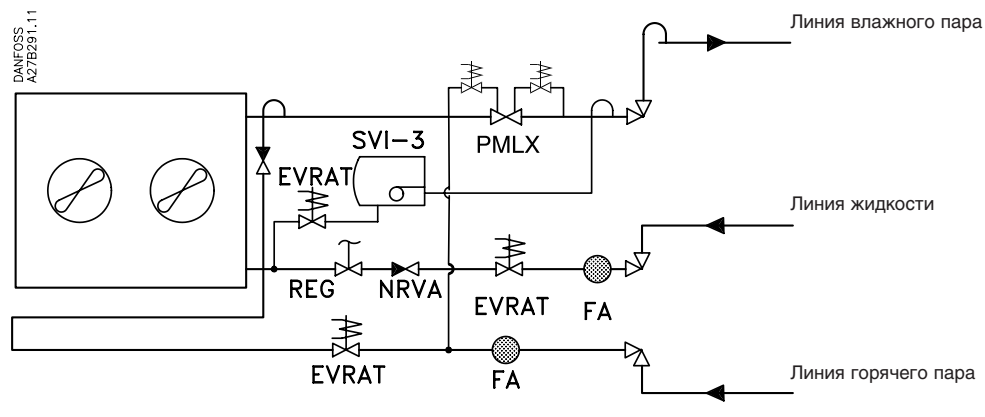 DANFOSS
A27B291.11
Линия влажного пара
SVI-3
PMLX
EVRAT
Линия жидкости
REG
NRVA
EVRAT
FA
Линия горячего пара
EVRAT
FA